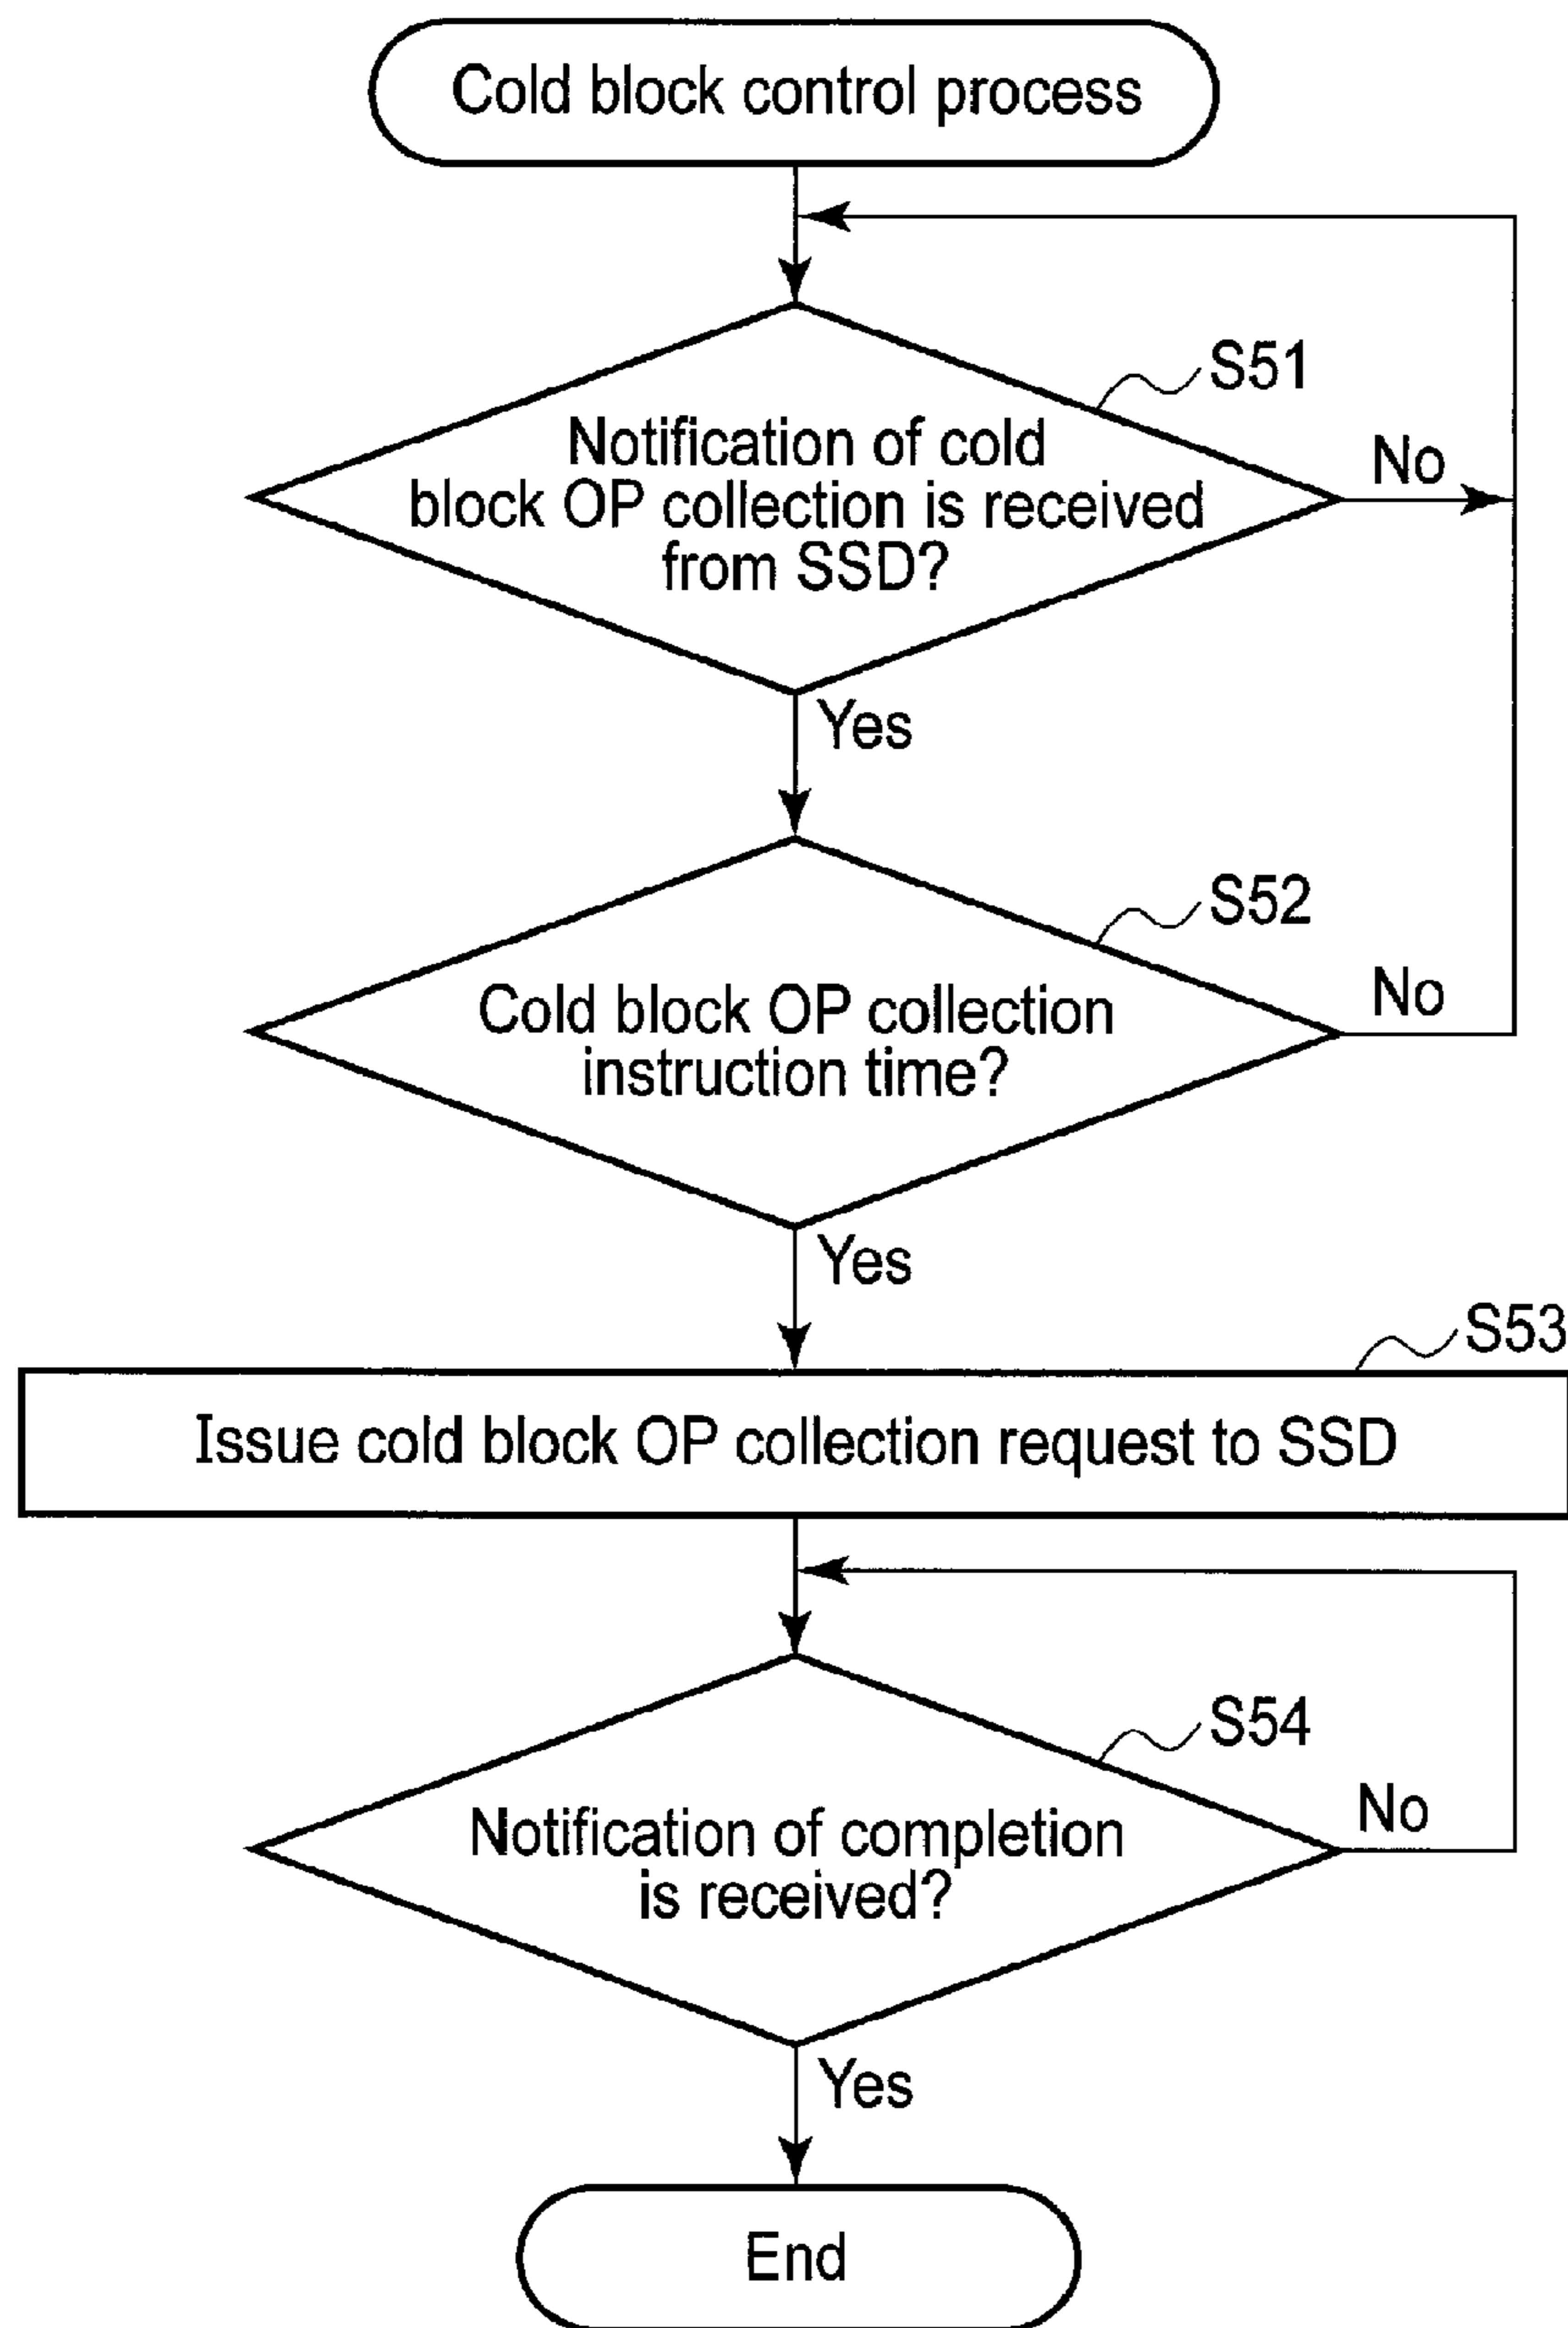 Cold block control process
S51
Notification of cold
block OP collection is received
from SSD?
No
Yes
S52
Cold block OP collection
instruction time?
No
Yes
S53
Issue cold block OP collection request to SSD
S54
Notification of completion
is received?
No
Yes
End